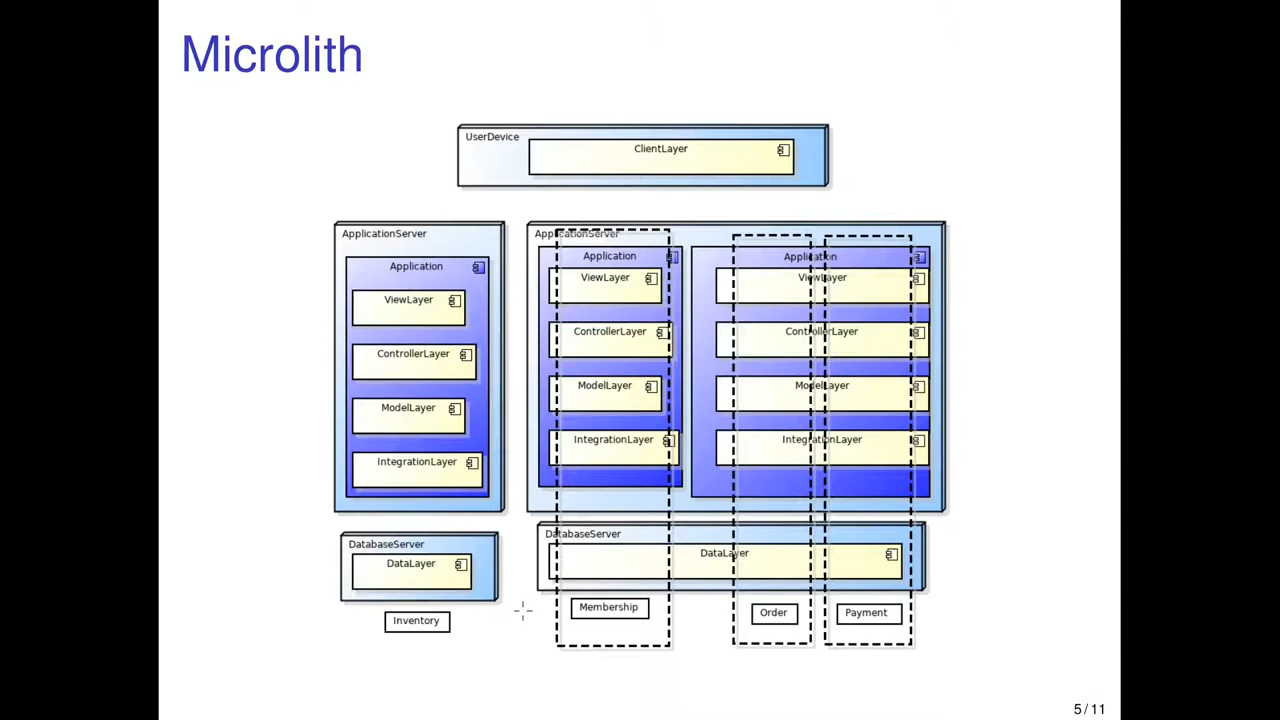 Microlith
UserDevice
ClientLayer
ApplicationServer
Application
ViewLayer
ControllerLayer
ModelLayer
IntegrationLayer
DatabaseServer
DataLayer
Inventory
ApplicationServer
Application
ViewLayer
ControllerLayer
ModelLayer
IntegrationLayer
Application
ViewLayer
ControllerLayer
ModelLayer
IntegrationLayer
DatabaseServer
DataLayer
Membership
Order
Payment
5 / 11